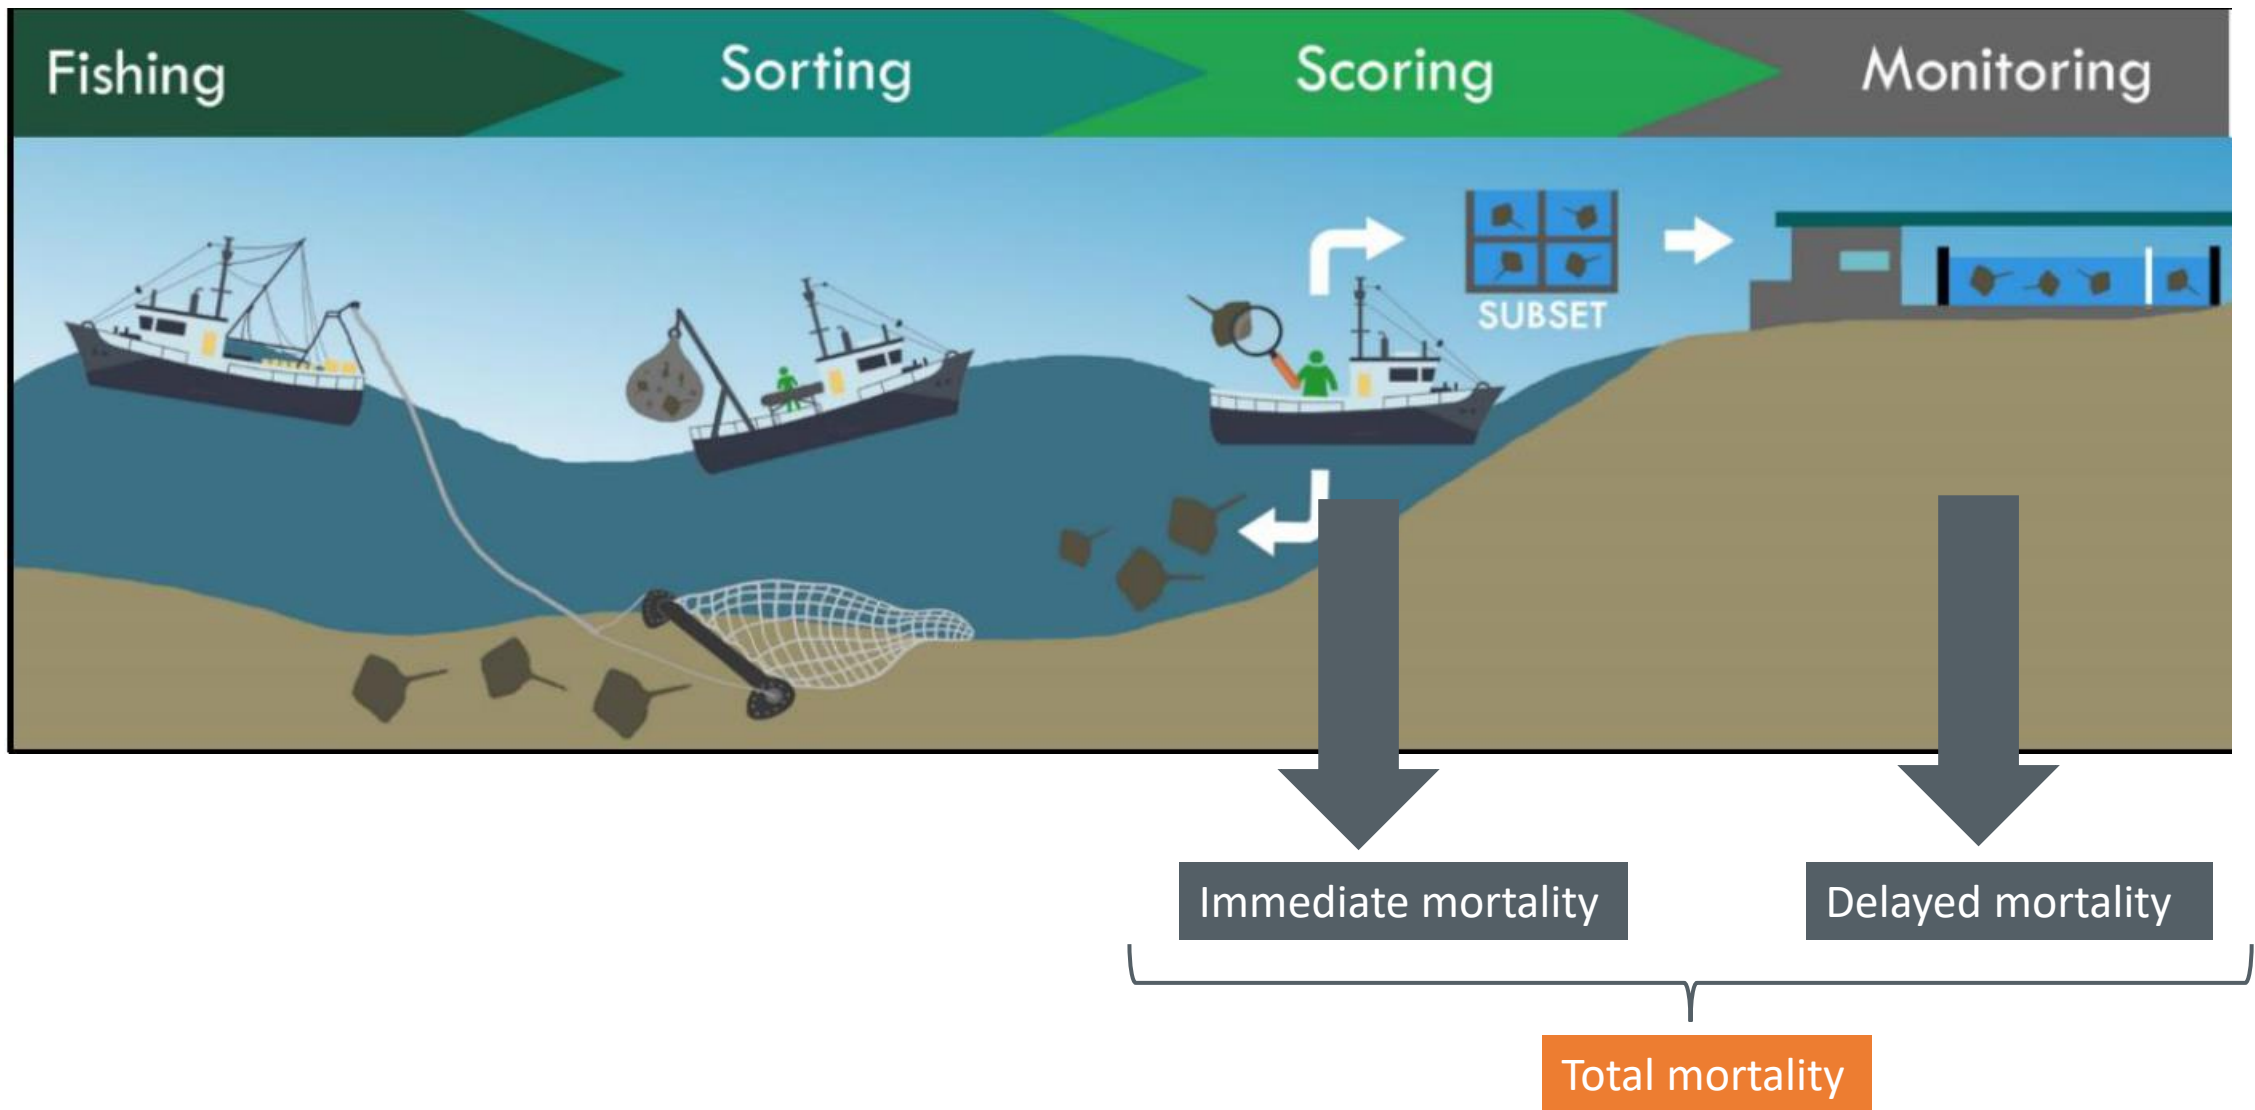 Fishing
Sorting
Scoring
Monitoring
SUBSET
Immediate mortality
Delayed mortality
Total mortality